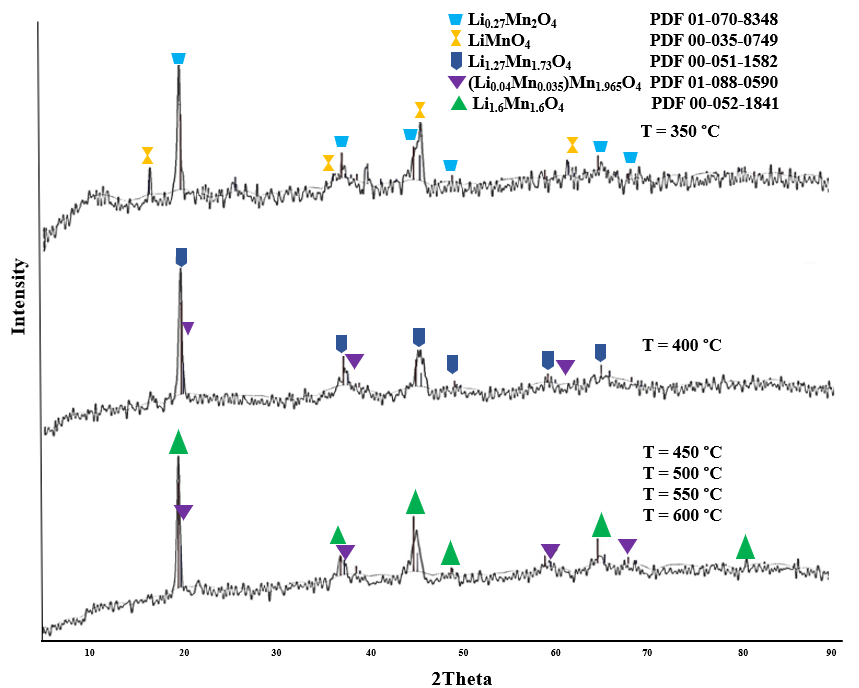 Li0.27Mn2O4 PDF 01-070-8348
LiMnO4 PDF 00-035-0749
Li1.27Mn1.73O4 PDF 00-051-1582
(Li0.04Mn0.035)Mn1.965O4 PDF 01-088-0590
Li1.6Mn1.6O4 PDF 00-052-1841
T = 350 °C
T = 400 °C
T = 450 °C
T = 500 °C
T = 550 °C
T = 600 °C
Intensity
10 20 30 40 50 60 70 80 90
2Theta